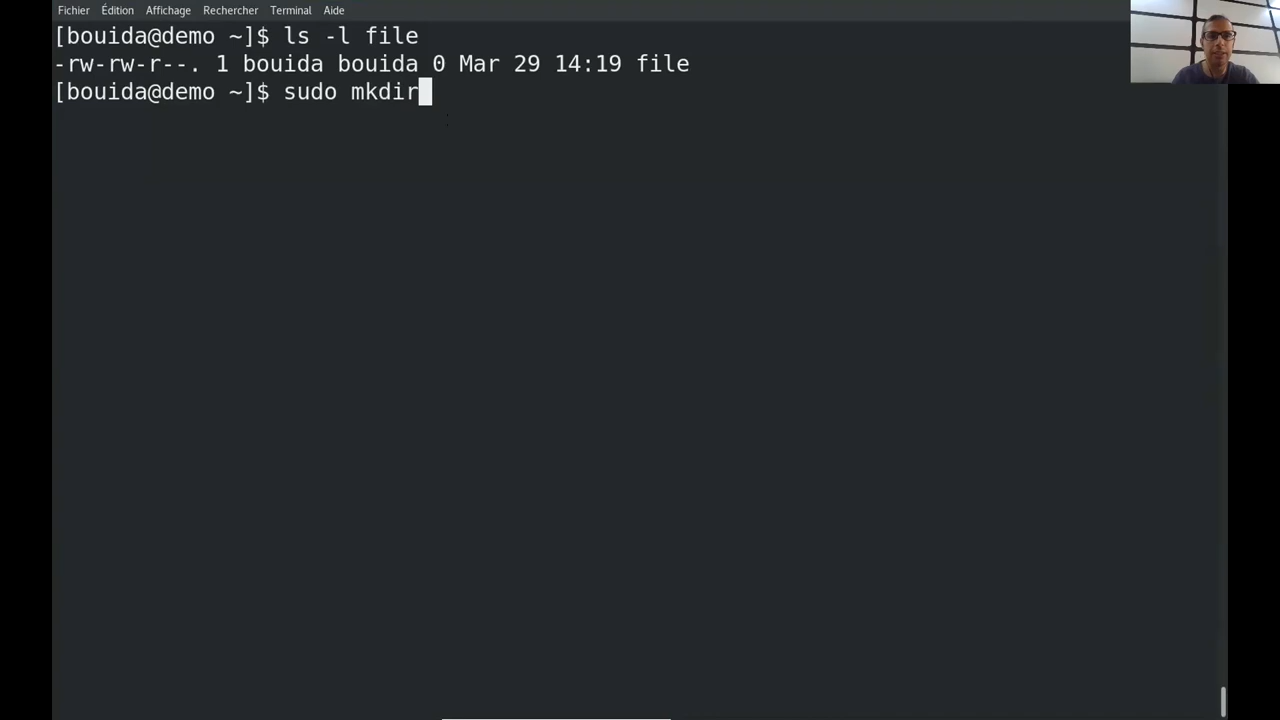 Fichier Édition Affichage Rechercher Terminal Aide
[bouida@demo ~]$ ls -l file
-rw-rw-r--. 1 bouida bouida 0 Mar 29 14:19 file
[bouida@demo ~]$ sudo mkdir